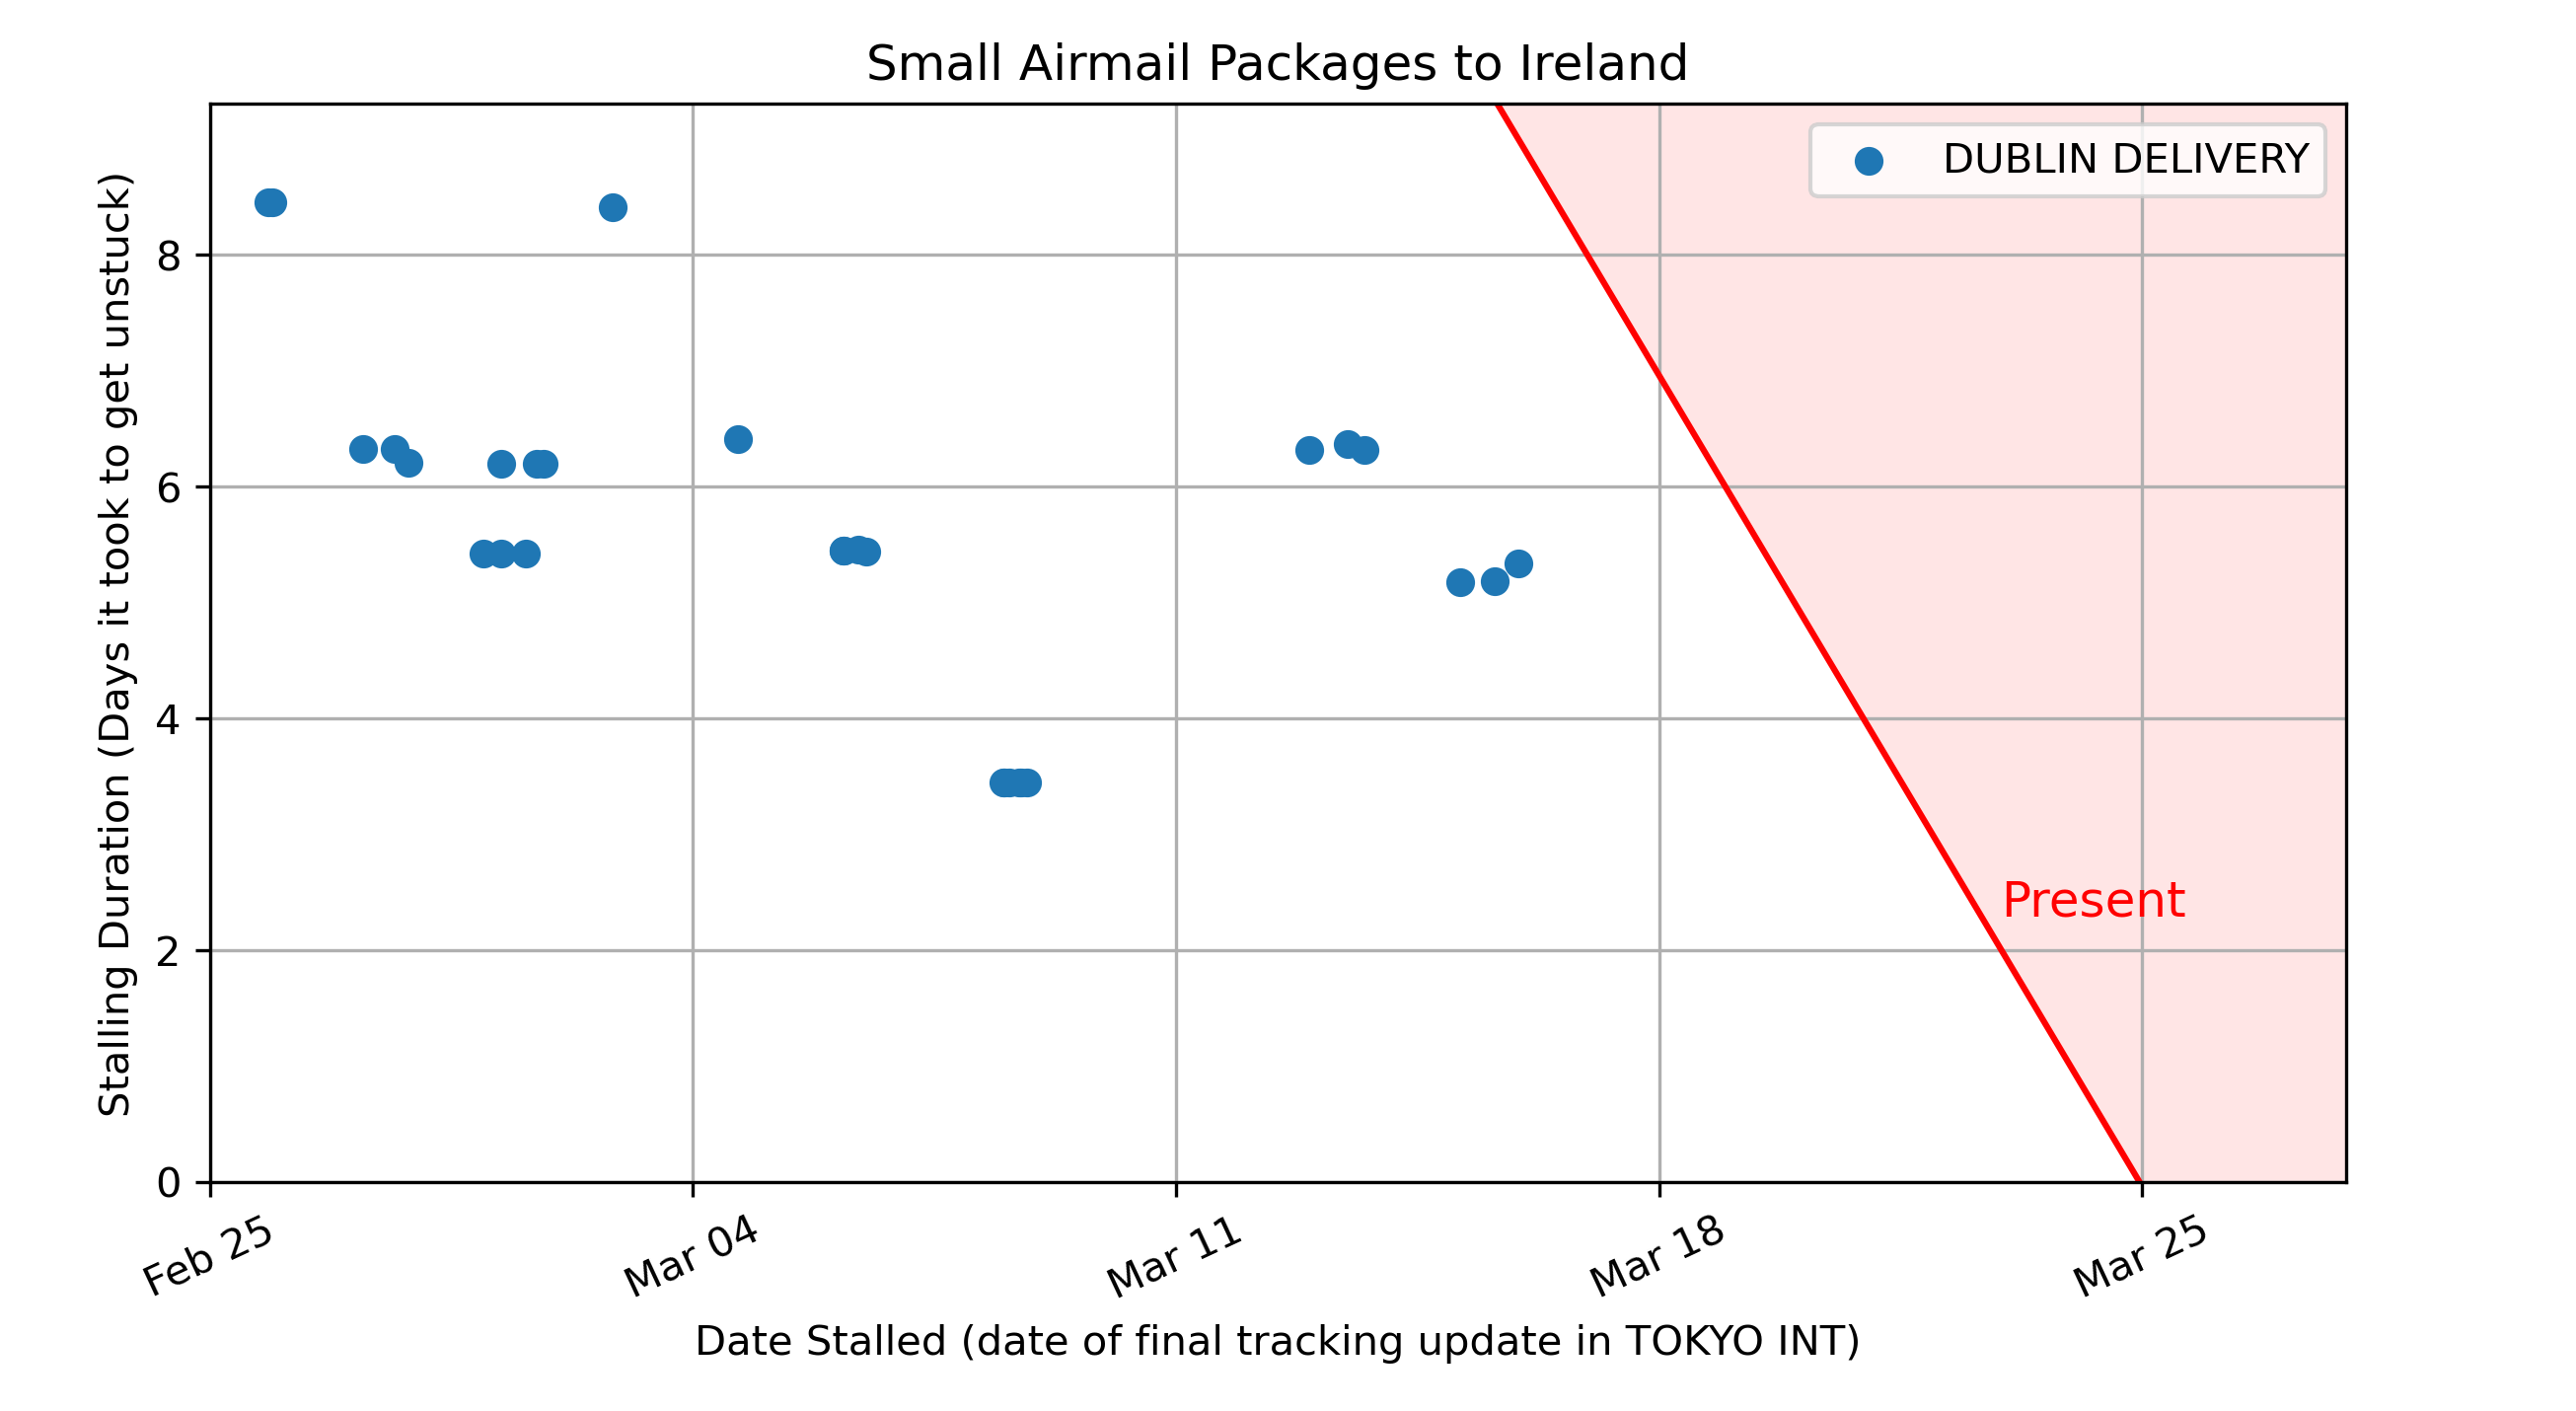 Small Airmail Packages to Ireland
DUBLIN DELIVERY
Stalling Duration (Days it took to get unstuck)
8
6
4
2
0
Present
Feb 25
Mar 04
Mar 11
Mar 18
Mar 25
Date Stalled (date of final tracking update in TOKYO INT)